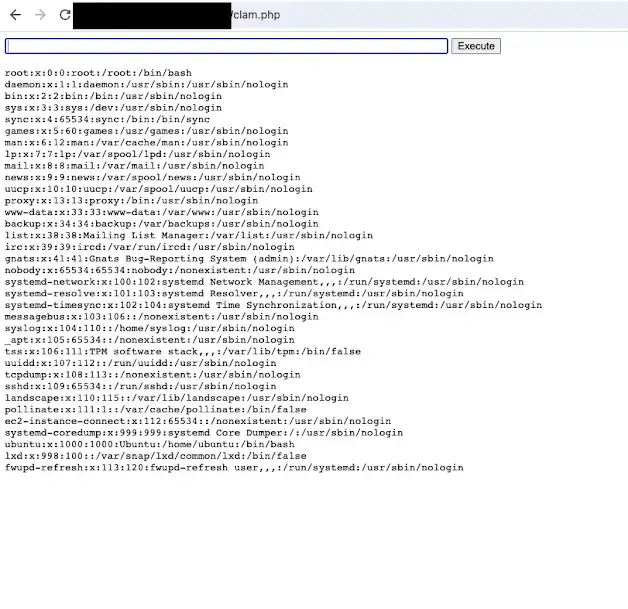 /clam.php
Execute
root:x:0:0:root:/root:/bin/bash
daemon:x:1:1:daemon:/usr/sbin:/usr/sbin/nologin
bin:x:2:2:bin:/bin:/usr/sbin/nologin
sys:x:3:3:sys:/dev:/usr/sbin/nologin
sync:x:4:65534:sync:/bin:/bin/sync
games:x:5:60:games:/usr/games:/usr/sbin/nologin
man:x:6:12:man:/var/cache/man:/usr/sbin/nologin
lp:x:7:7:lp:/var/spool/lpd:/usr/sbin/nologin
mail:x:8:8:mail:/var/mail:/usr/sbin/nologin
news:x:9:9:news:/var/spool/news:/usr/sbin/nologin
uucp:x:10:10:uucp:/var/spool/uucp:/usr/sbin/nologin
proxy:x:13:13:proxy:/bin:/usr/sbin/nologin
www-data:x:33:33:www-data:/var/www:/usr/sbin/nologin
backup:x:34:34:backup:/var/backups:/usr/sbin/nologin
list:x:38:38:Mailing List Manager:/var/list:/usr/sbin/nologin
irc:x:39:39:ircd:/var/run/ircd:/usr/sbin/nologin
gnats:x:41:41:Gnats Bug-Reporting System (admin):/var/lib/gnats:/usr/sbin/nologin
nobody:x:65534:65534:nobody:/nonexistent:/usr/sbin/nologin
systemd-network:x:100:102:systemd Network Management,,,:/run/systemd:/usr/sbin/nologin
systemd-resolve:x:101:103:systemd Resolver,,,:/run/systemd:/usr/sbin/nologin
systemd-timesync:x:102:104:systemd Time Synchronization,,,:/run/systemd:/usr/sbin/nologin
messagebus:x:103:106::/nonexistent:/usr/sbin/nologin
syslog:x:104:110::/home/syslog:/usr/sbin/nologin
_apt:x:105:65534::/nonexistent:/usr/sbin/nologin
tss:x:106:111:TPM software stack,,,:/var/lib/tpm:/bin/false
uuidd:x:107:112::/run/uuidd:/usr/sbin/nologin
tcpdump:x:108:113::/nonexistent:/usr/sbin/nologin
sshd:x:109:65534::/run/sshd:/usr/sbin/nologin
landscape:x:110:115::/var/lib/landscape:/usr/sbin/nologin
pollinate:x:111:1::/var/cache/pollinate:/bin/false
ec2-instance-connect:x:112:65534::/nonexistent:/usr/sbin/nologin
systemd-coredump:x:999:999:systemd Core Dumper:/:/usr/sbin/nologin
ubuntu:x:1000:1000:Ubuntu:/home/ubuntu:/bin/bash
lxd:x:998:100::/var/snap/lxd/common/lxd:/bin/false
fwupd-refresh:x:113:120:fwupd-refresh user,,,:/run/systemd:/usr/sbin/nologin